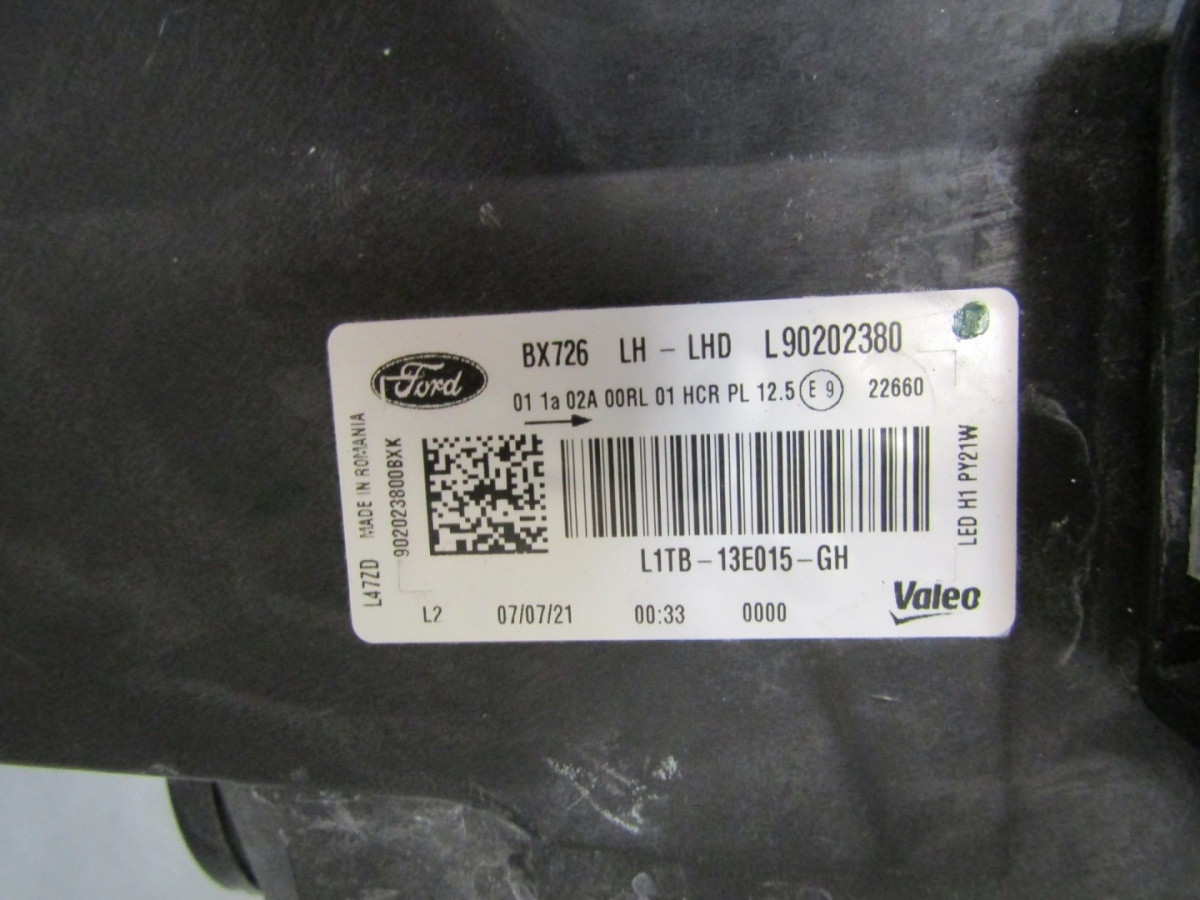 BX726 LH - LHD L90202380
Ford
01 1a 02A 00RL 01 HCR PL 12.5 E 9 22660
L47ZD MADE IN ROMANIA
902023800BXK
LED H1 PY21W
L1TB-13E015-GH
Valeo
L2 07/07/21 00:33 0000